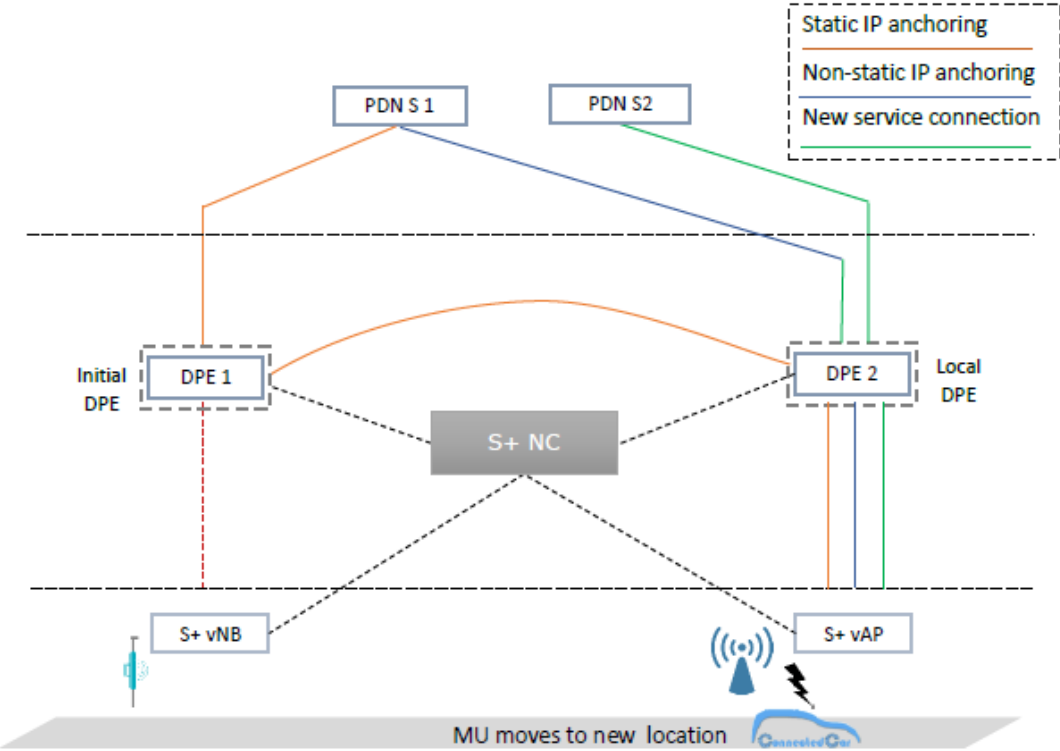 Static IP anchoring
Non-static IP anchoring
New service connection
PDN S 1
PDN S2
Initial
DPE
DPE 1
DPE 2
Local
DPE
S+ NC
S+ vNB
S+ vAP
MU moves to new location
ConnectedCar